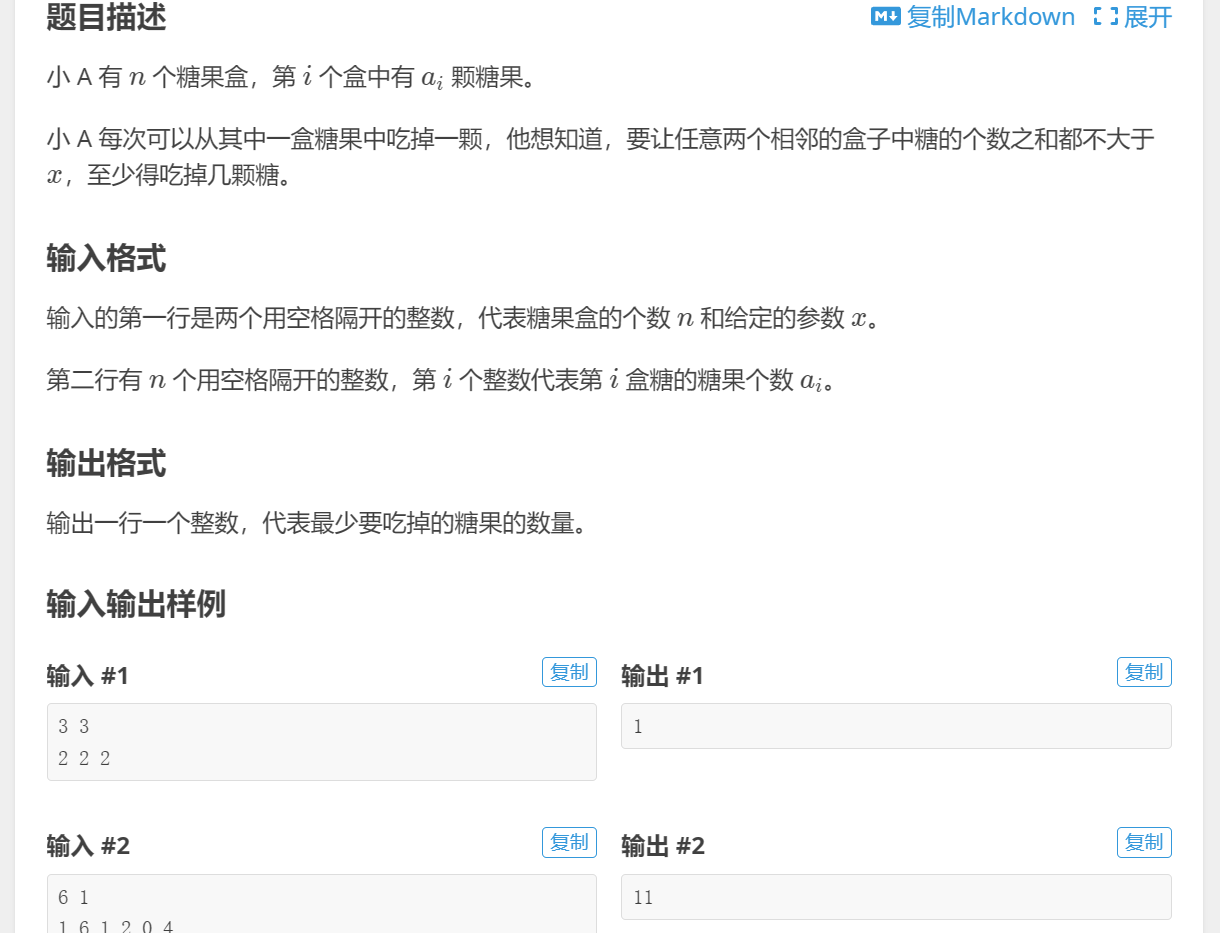 题目描述
复制Markdown 展开
小 A 有 n 个糖果盒，第 i 个盒中有 a_i 颗糖果。
小 A 每次可以从其中一盒糖果中吃掉一颗，他想知道，要让任意两个相邻的盒子中糖的个数之和都不大于
x，至少得吃掉几颗糖。
输入格式
输入的第一行是两个用空格隔开的整数，代表糖果盒的个数 n 和给定的参数 x。
第二行有 n 个用空格隔开的整数，第 i 个整数代表第 i 盒糖的糖果个数 a_i。
输出格式
输出一行一个整数，代表最少要吃掉的糖果的数量。
输入输出样例
输入 #1
复制
3 3
2 2 2
输出 #1
复制
1
输入 #2
复制
6 1
1 6 1 2 0 4
输出 #2
复制
11